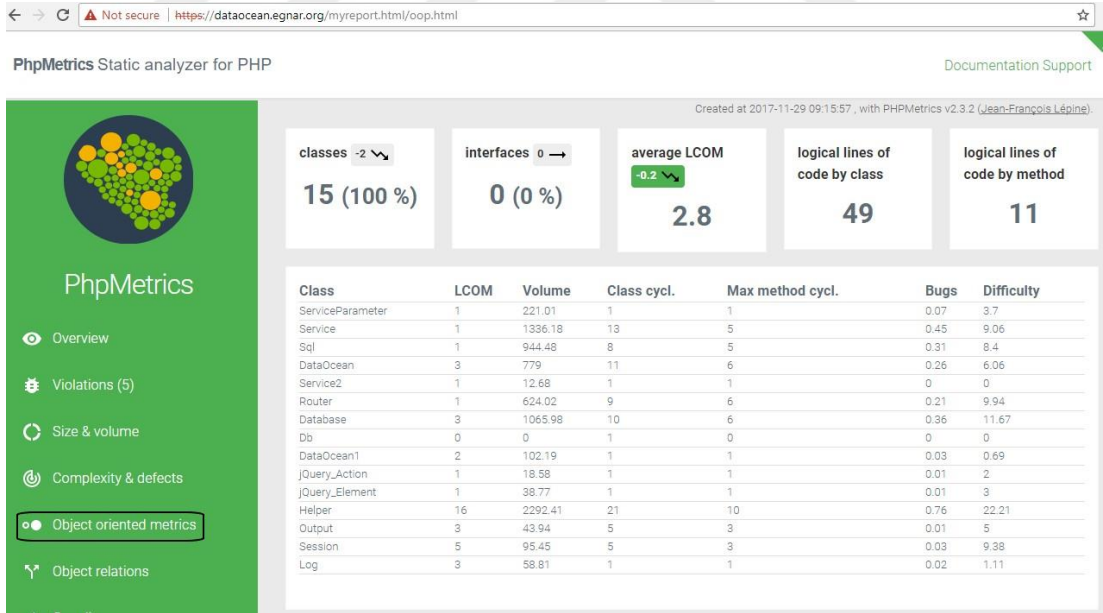 Not secure | https://dataocean.egnar.org/myreport.html/oop.html
PhpMetrics Static analyzer for PHP
Documentation Support
Created at 2017-11-29 09:15:57 , with PHPMetrics v2.3.2 (Jean-François Lépine).
PhpMetrics
Overview
Violations (5)
Size & volume
Complexity & defects
Object oriented metrics
Object relations
classes -2
15 (100 %)
interfaces 0
0 (0 %)
average LCOM
-0.2
2.8
logical lines of
code by class
49
logical lines of
code by method
11
Class LCOM Volume Class cycl. Max method cycl. Bugs Difficulty
ServiceParameter 1 221.01 1 1 0.07 3.7
Service 1 1336.18 13 5 0.45 9.06
Sql 1 944.48 8 5 0.31 8.4
DataOcean 3 779 11 6 0.26 6.06
Service2 1 12.68 1 1 0 0
Router 1 624.02 9 6 0.21 9.94
Database 3 1065.98 10 6 0.36 11.67
Db 0 0 1 0 0 0
DataOcean1 2 102.19 1 1 0.03 0.69
jQuery_Action 1 18.58 1 1 0.01 2
jQuery_Element 1 38.77 1 1 0.01 3
Helper 16 2292.41 21 10 0.76 22.21
Output 3 43.94 5 3 0.01 5
Session 5 95.45 5 3 0.03 9.38
Log 3 58.81 1 1 0.02 1.11